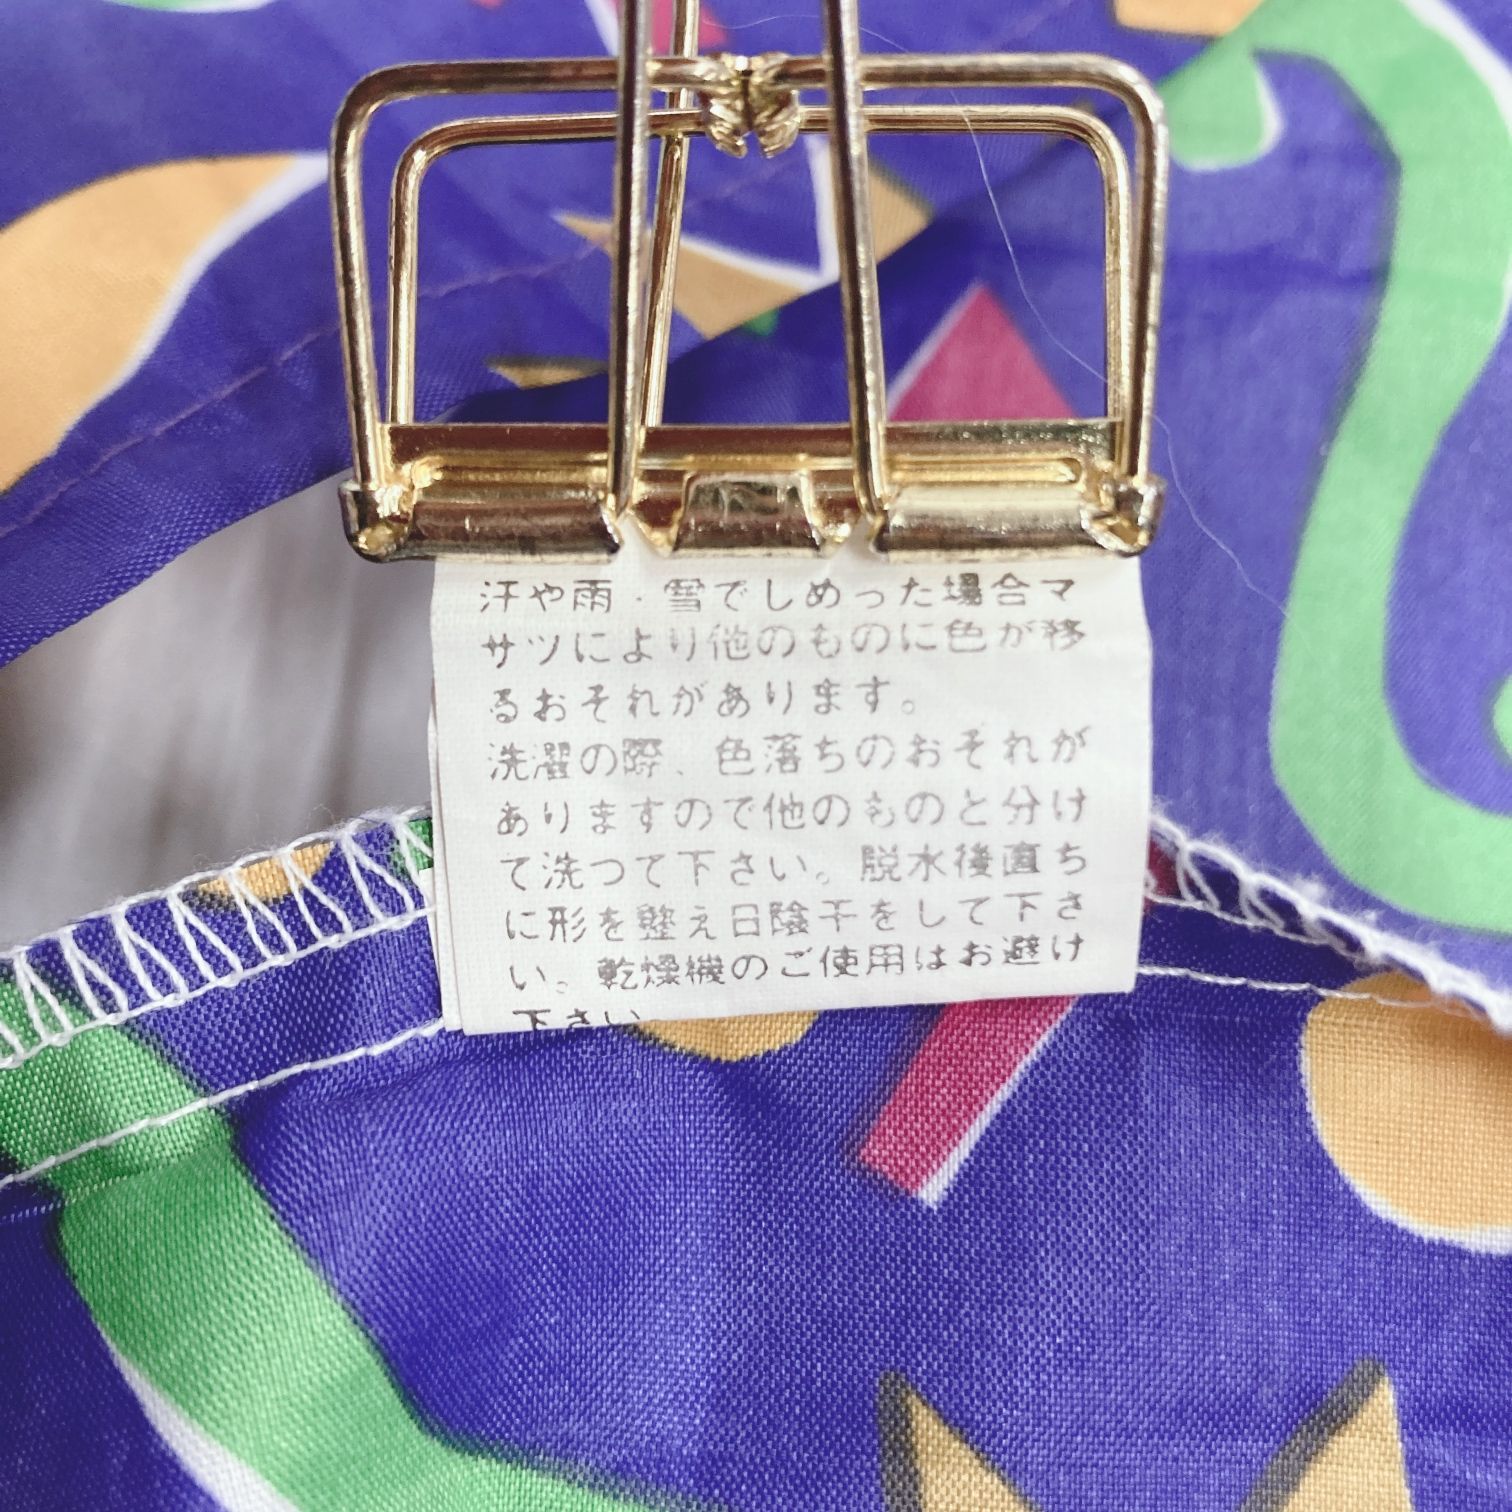 汗や雨・雪でしめった場合マ
サツにより他のものに色が移
るおそれがあります。
洗濯の際、色落ちのおそれが
ありますので他のものと分け
て洗つて下さい。脱水後直ち
に形を整え日陰干をして下さ
い。乾燥機のご使用はお避け
下さい